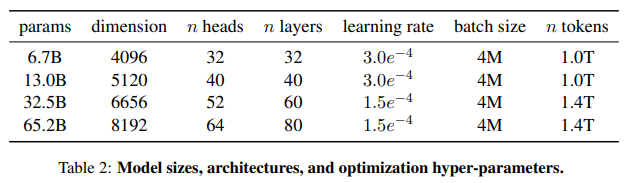 params dimension n heads n layers learning rate batch size n tokens
6.7B 4096 32 32 3.0e⁻⁴ 4M 1.0T
13.0B 5120 40 40 3.0e⁻⁴ 4M 1.0T
32.5B 6656 52 60 1.5e⁻⁴ 4M 1.4T
65.2B 8192 64 80 1.5e⁻⁴ 4M 1.4T
Table 2: Model sizes, architectures, and optimization hyper-parameters.